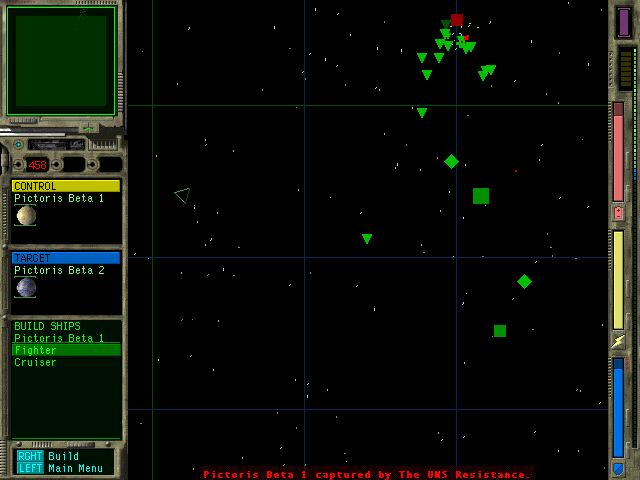 458
CONTROL
Pictoris Beta 1
TARGET
Pictoris Beta 2
BUILD SHIPS
Pictoris Beta 1
Fighter
Cruiser
RGHT Build
LEFT Main Menu
Pictoris Beta 1 captured by The UNS Resistance.